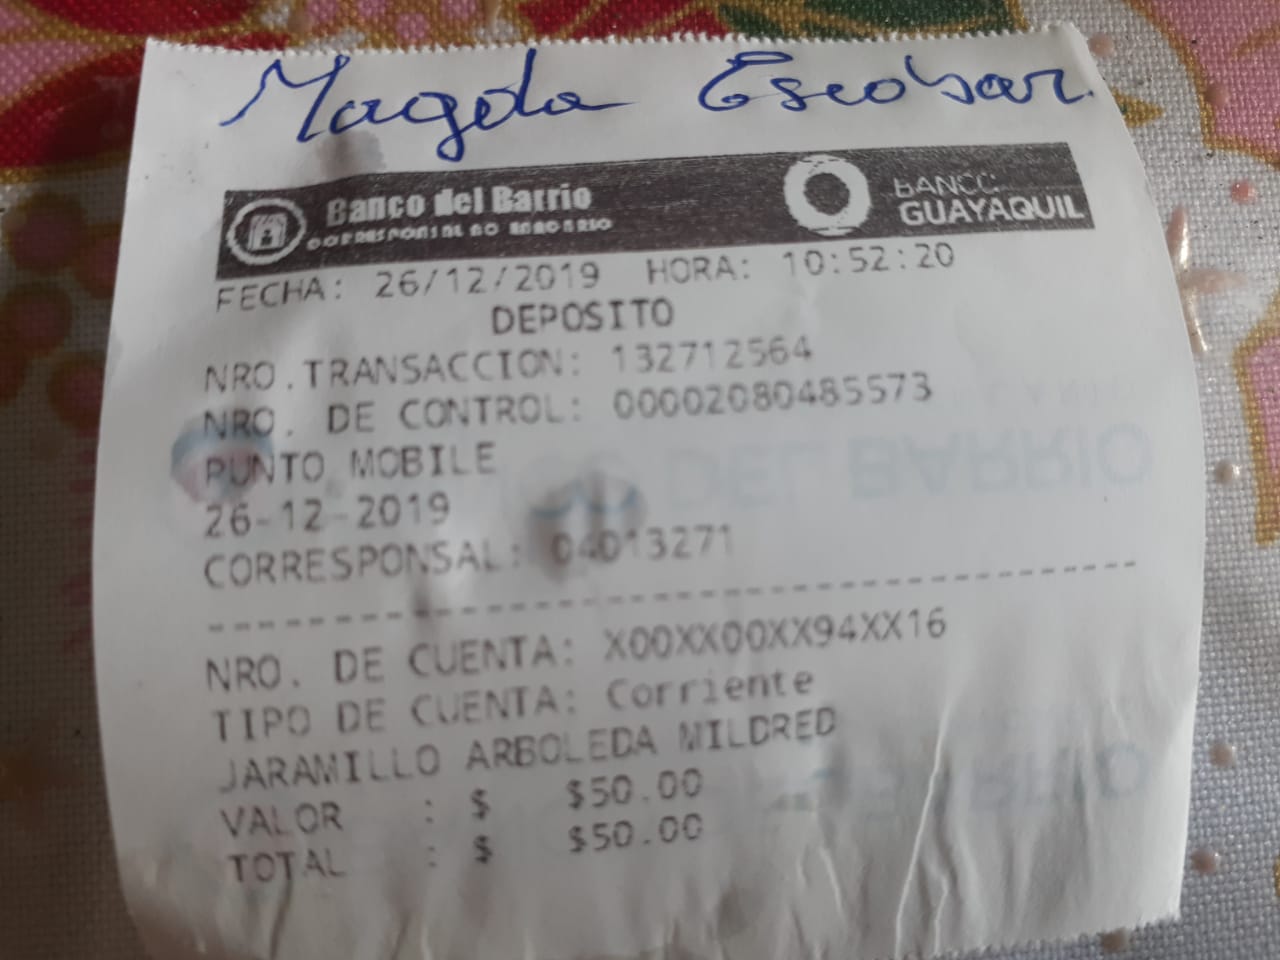 Magda Escobar.
Banco del Barrio
CORRESPONSAL NO BANCARIO
BANCO
GUAYAQUIL
FECHA: 26/12/2019 HORA: 10:52:20
DEPOSITO
NRO.TRANSACCION: 132712564
NRO. DE CONTROL: 00002080485573
PUNTO MOBILE
26-12-2019
CORRESPONSAL: 04013271
NRO. DE CUENTA: X00XX00XX94XX16
TIPO DE CUENTA: Corriente
JARAMILLO ARBOLEDA MILDRED
VALOR : $ $50.00
TOTAL : $ $50.00